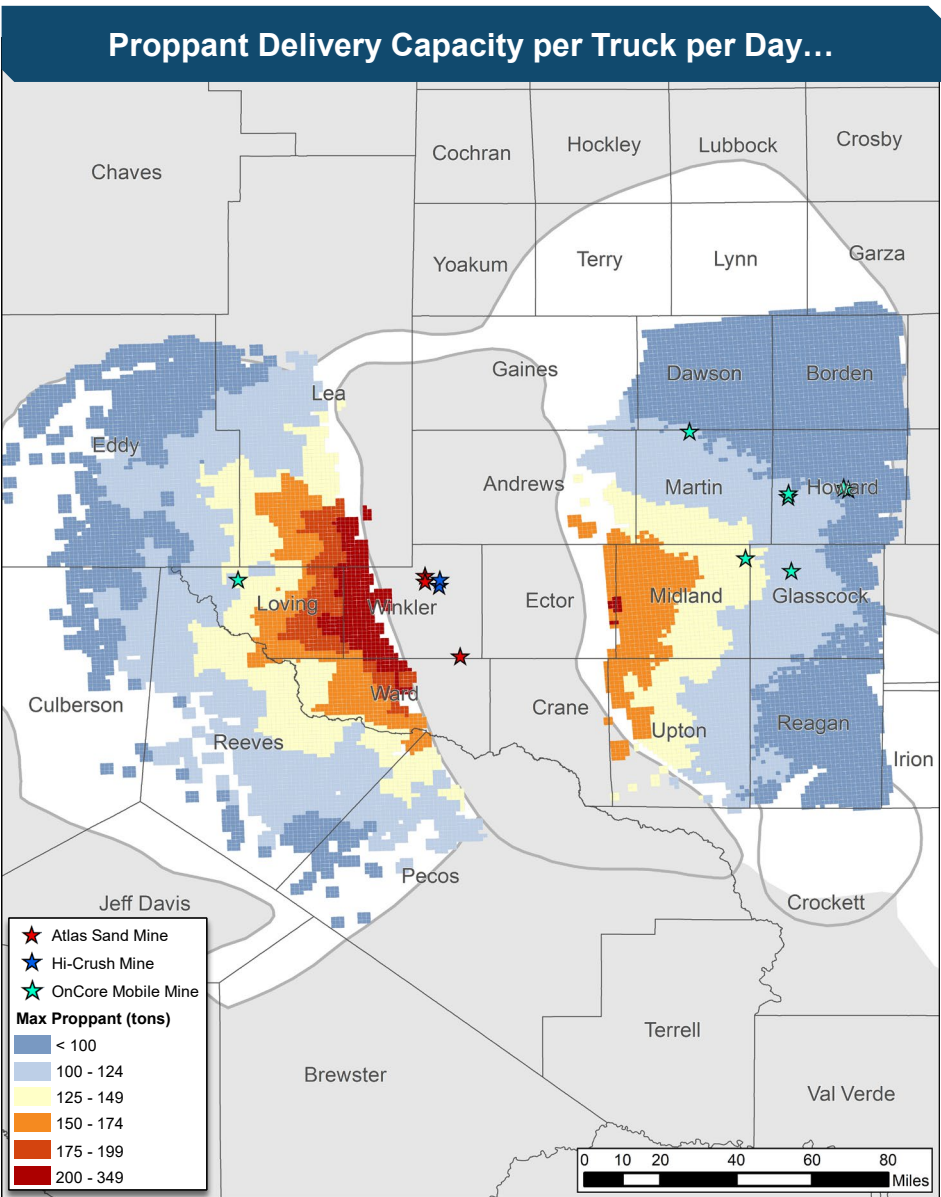 Proppant Delivery Capacity per Truck per Day…
Cochran
Hockley
Lubbock
Crosby
Chaves
Yoakum
Terry
Lynn
Garza
Gaines
Dawson
Borden
Lea
Eddy
Andrews
Martin
Howard
Loving
Winkler
Ector
Midland
Glasscock
Culberson
Ward
Crane
Reeves
Upton
Reagan
Irion
Pecos
Jeff Davis
Crockett
Terrell
Brewster
Val Verde
Atlas Sand Mine
Hi-Crush Mine
OnCore Mobile Mine
Max Proppant (tons)
< 100
100 - 124
125 - 149
150 - 174
175 - 199
200 - 349
0 10 20 40 60 80
Miles